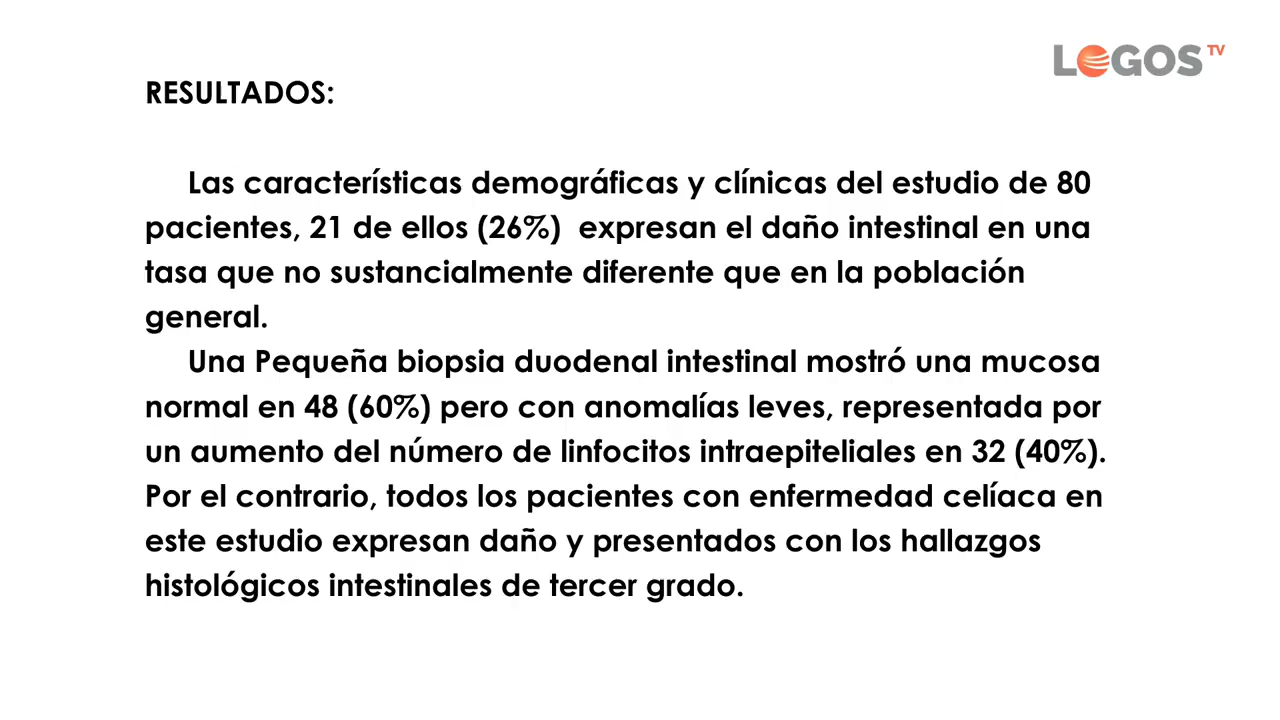 LOGOS TV
RESULTADOS:
Las características demográficas y clínicas del estudio de 80
pacientes, 21 de ellos (26%)  expresan el daño intestinal en una
tasa que no sustancialmente diferente que en la población
general.
Una Pequeña biopsia duodenal intestinal mostró una mucosa
normal en 48 (60%) pero con anomalías leves, representada por
un aumento del número de linfocitos intraepiteliales en 32 (40%).
Por el contrario, todos los pacientes con enfermedad celíaca en
este estudio expresan daño y presentados con los hallazgos
histológicos intestinales de tercer grado.